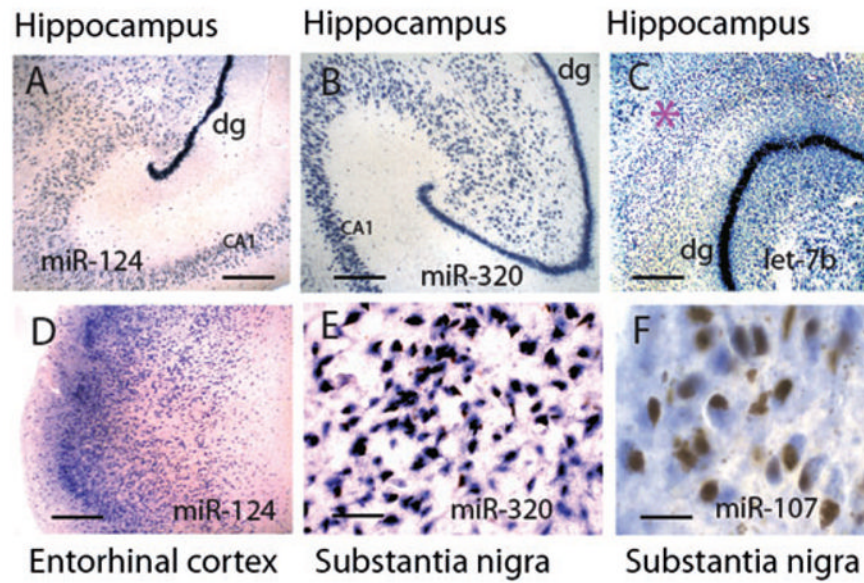 Hippocampus Hippocampus Hippocampus
A B C
dg dg dg
CA1 CA1
miR-124 miR-320 let-7b
D E F
miR-124 miR-320 miR-107
Entorhinal cortex Substantia nigra Substantia nigra